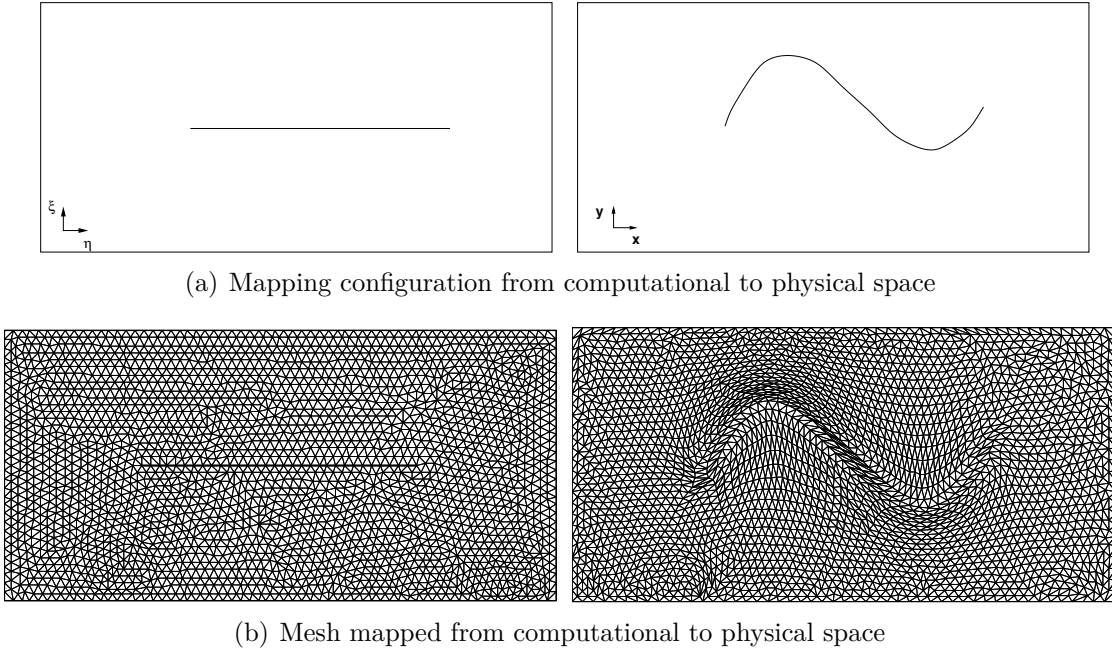 ξ
η
y
x
(a) Mapping configuration from computational to physical space
(b) Mesh mapped from computational to physical space